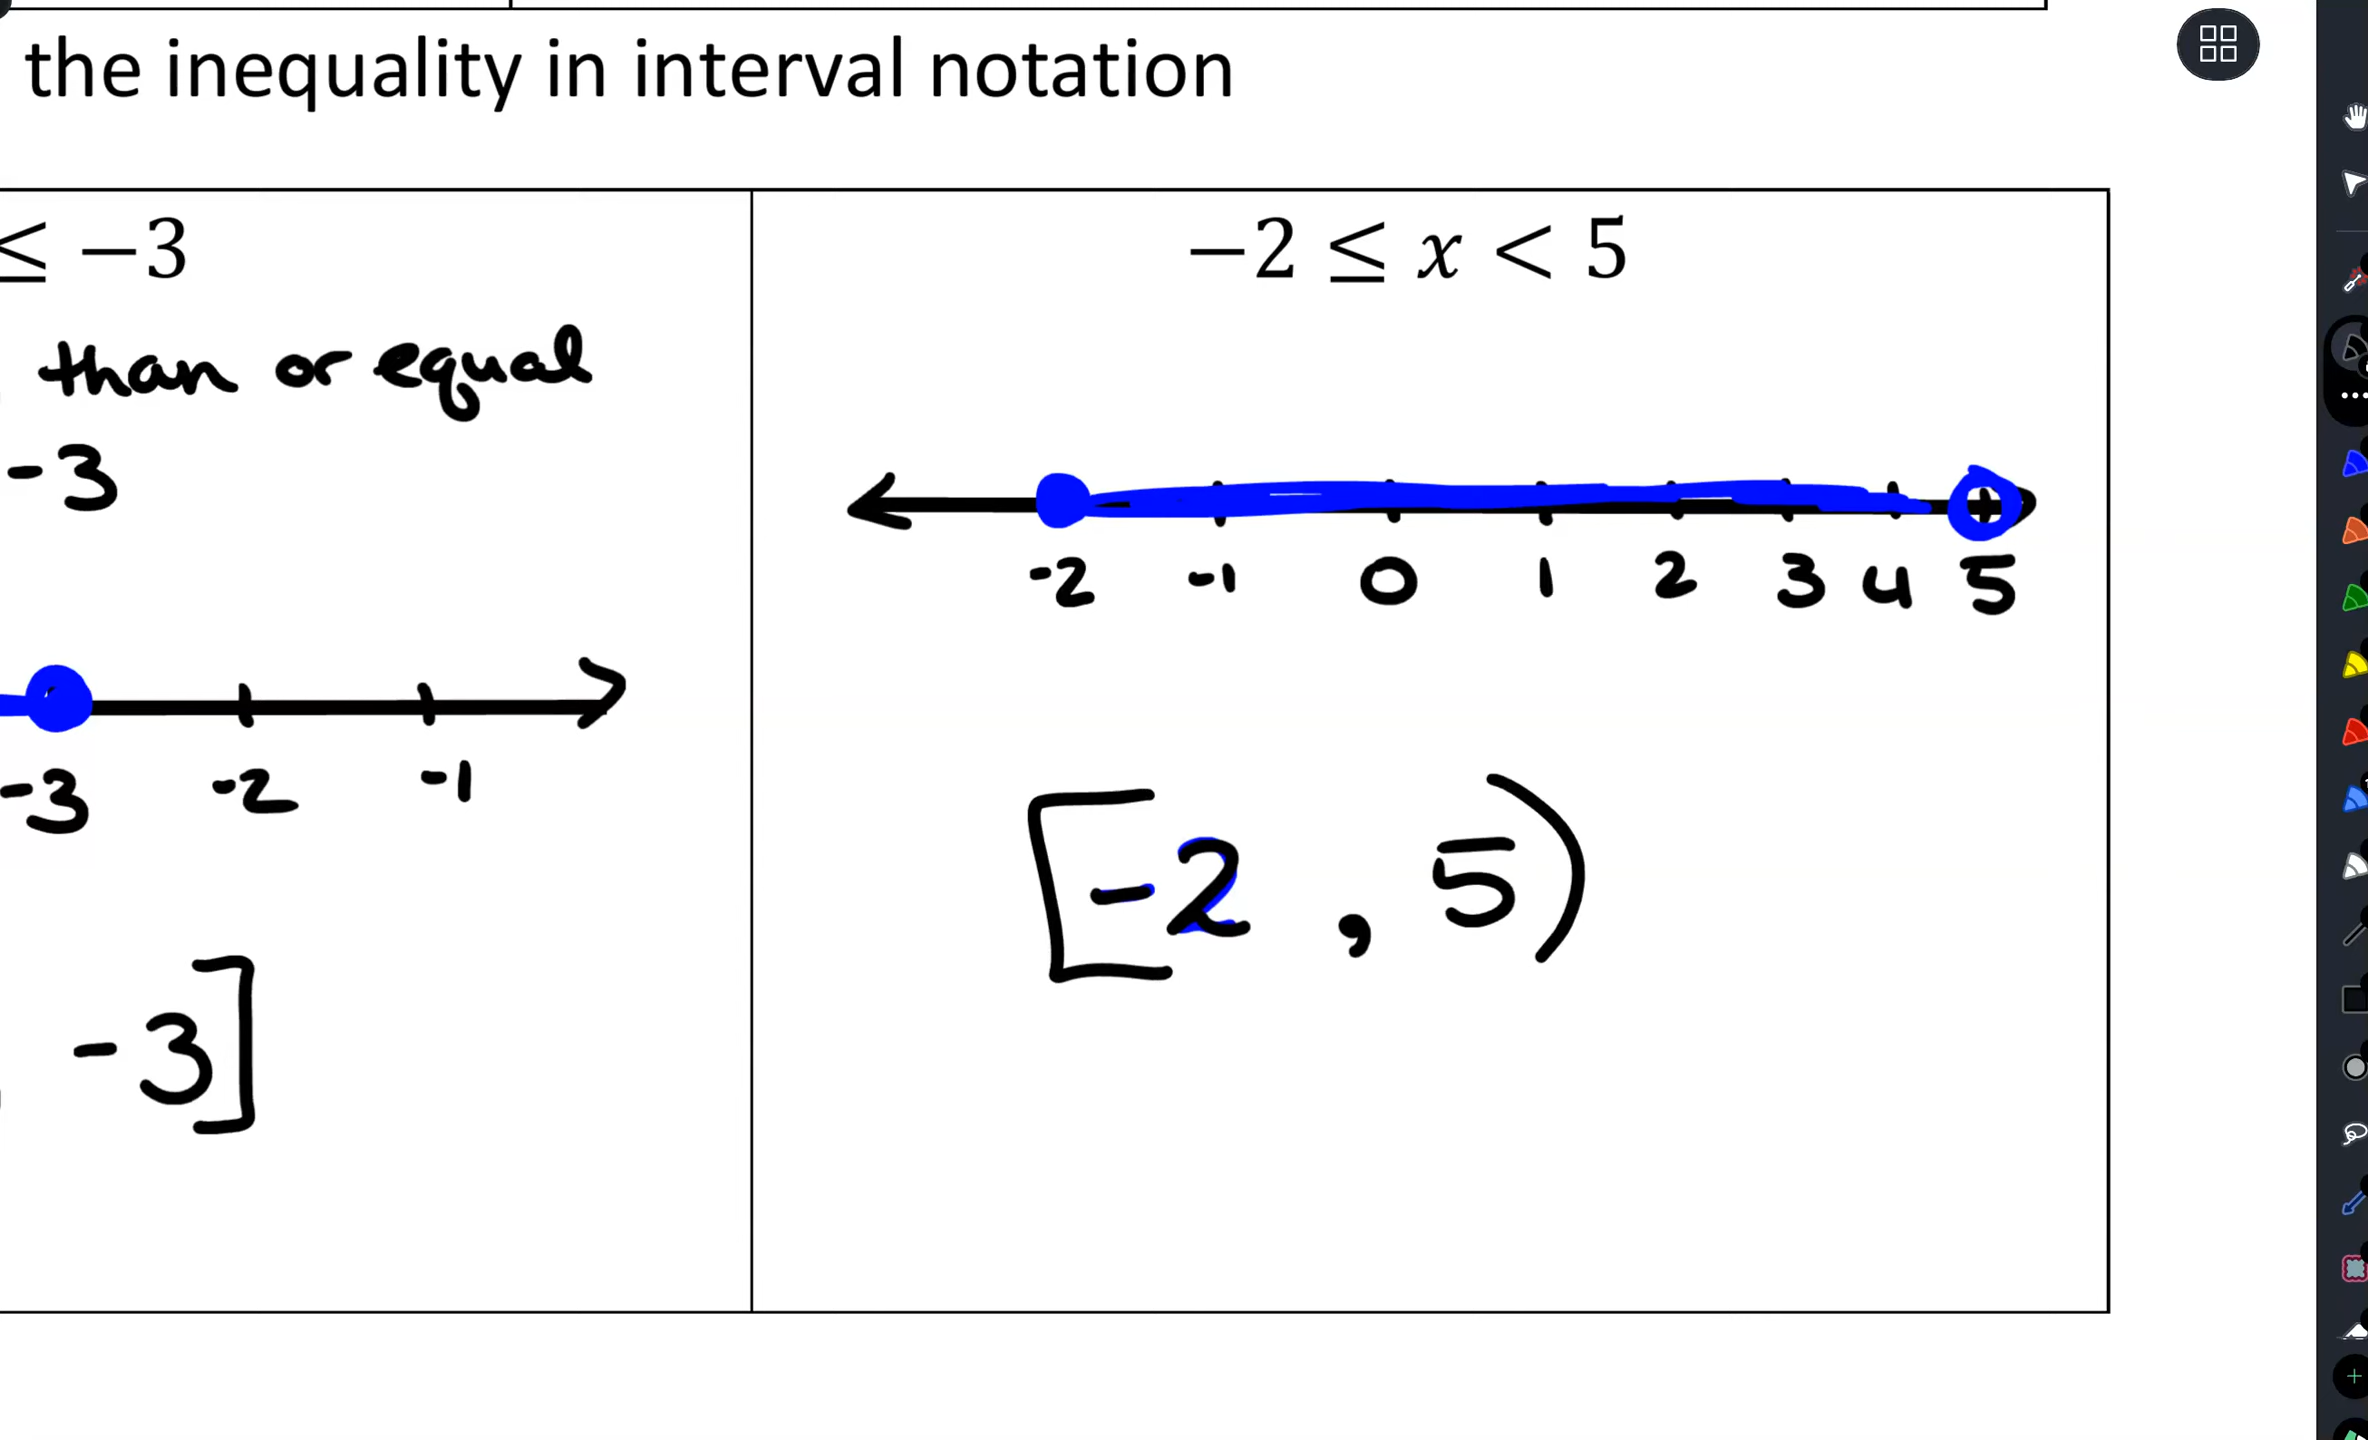 the inequality in interval notation
≤ −3
than or equal
-3
-3 -2 -1
-3]
−2 ≤ x < 5
-2 -1 0 1 2 3 4 5
[-2 , 5)